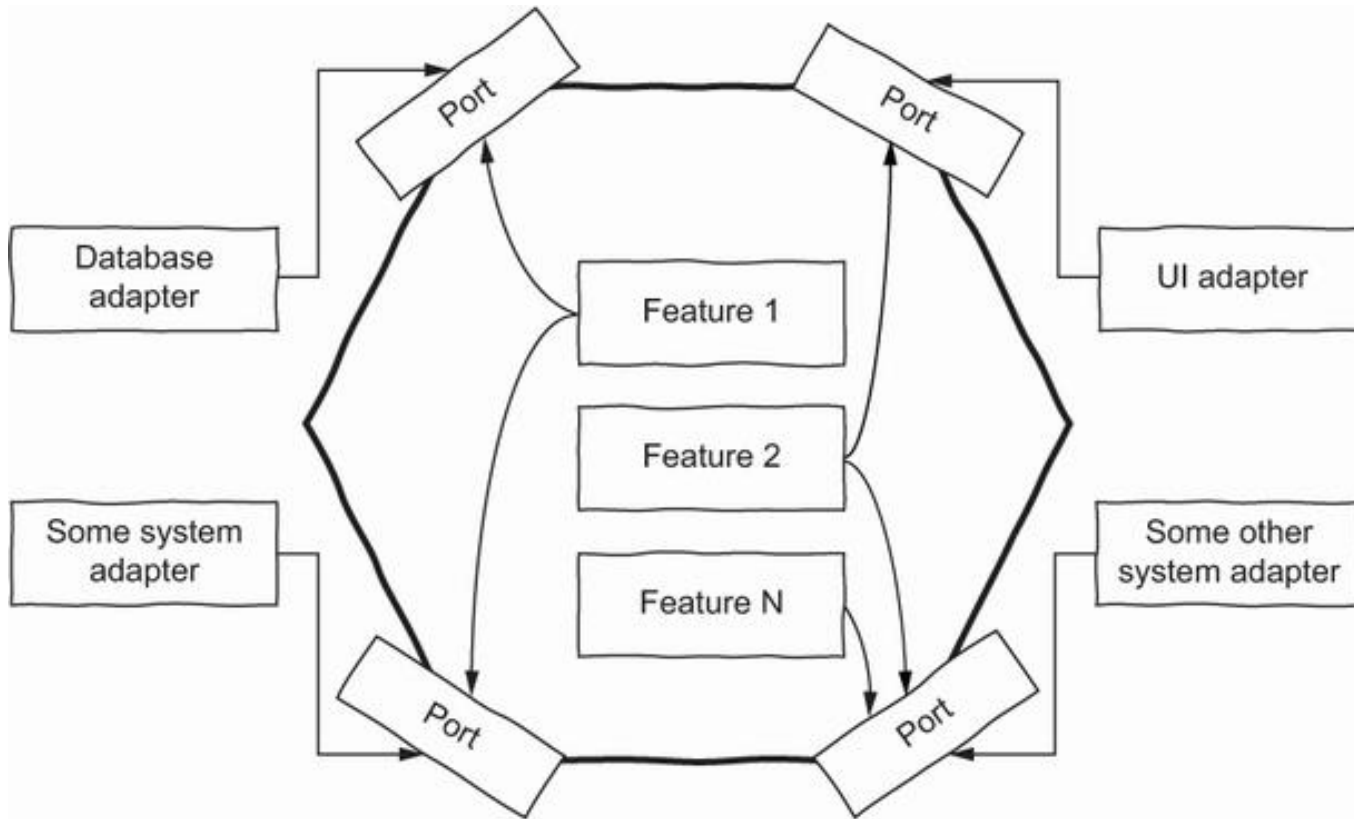 Port
Port
Database
adapter
UI adapter
Feature 1
Feature 2
Some system
adapter
Some other
system adapter
Feature N
Port
Port